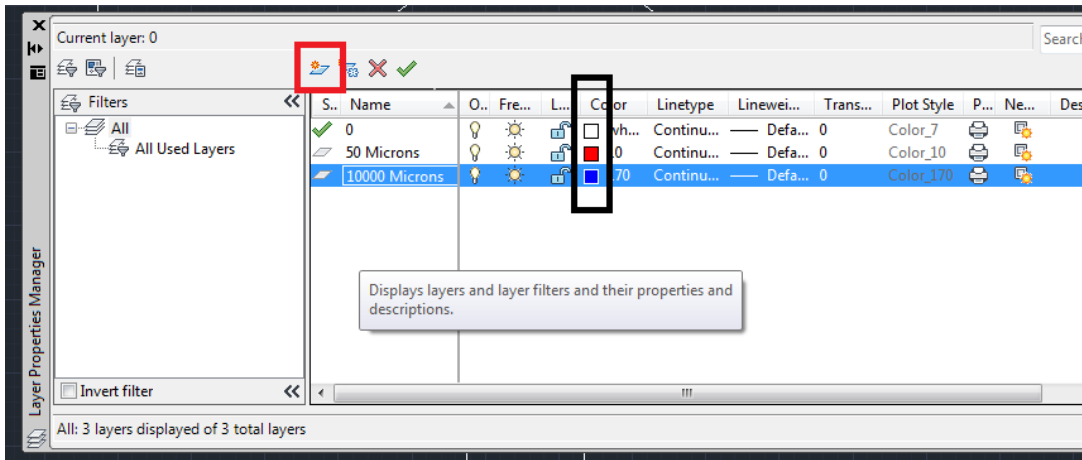 Current layer: 0
Search
Filters
All
All Used Layers
Invert filter
S.. Name O.. Fre... L... Color Linetype Linewei... Trans... Plot Style P... Ne... Des
0 Continu... Defa... 0 Color_7
50 Microns Continu... Defa... 0 Color_10
10000 Microns Continu... Defa... 0 Color_170
Displays layers and layer filters and their properties and
descriptions.
Layer Properties Manager
All: 3 layers displayed of 3 total layers